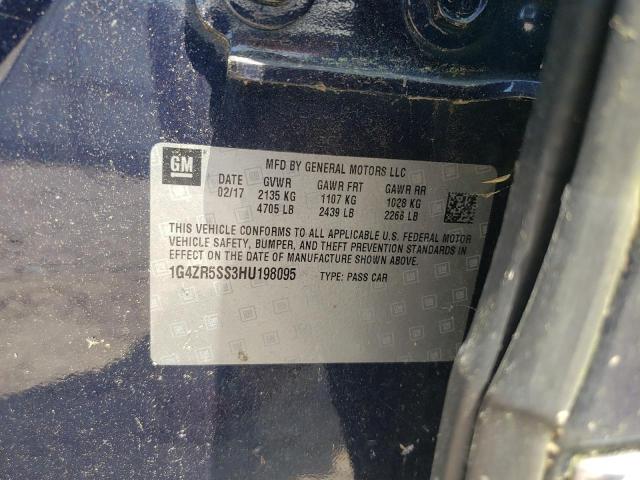 GM
MFD BY GENERAL MOTORS LLC
DATE GVWR GAWR FRT GAWR RR
02/17 2135 KG 1107 KG 1028 KG
4705 LB 2439 LB 2266 LB
THIS VEHICLE CONFORMS TO ALL APPLICABLE U.S. FEDERAL MOTOR
VEHICLE SAFETY, BUMPER, AND THEFT PREVENTION STANDARDS IN
EFFECT ON THE DATE OF MANUFACTURE SHOWN ABOVE.
1G4ZR5SS3HU198095 TYPE: PASS CAR